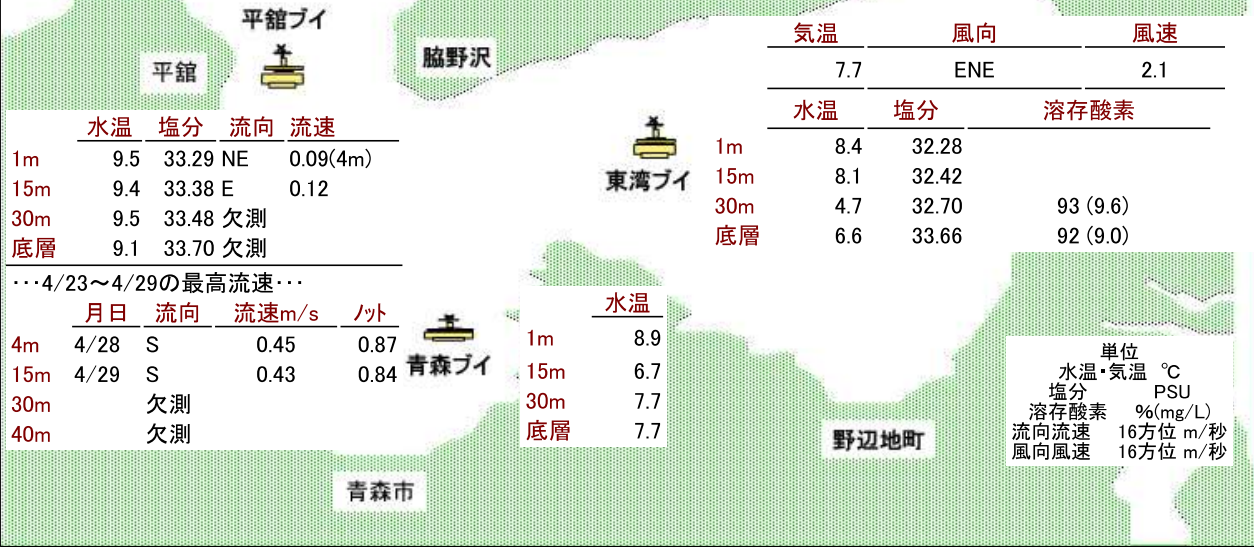 平舘ブイ
平舘
脇野沢
水温 塩分 流向 流速
1m 9.5 33.29 NE 0.09(4m)
15m 9.4 33.38 E 0.12
30m 9.5 33.48 欠測
底層 9.1 33.70 欠測
…4/23～4/29の最高流速…
月日 流向 流速m/s ノット
4m 4/28 S 0.45 0.87
15m 4/29 S 0.43 0.84
30m 欠測
40m 欠測
気温 風向 風速
7.7 ENE 2.1
水温 塩分 溶存酸素
1m 8.4 32.28
15m 8.1 32.42
30m 4.7 32.70 93 (9.6)
底層 6.6 33.66 92 (9.0)
東湾ブイ
青森ブイ
水温
1m 8.9
15m 6.7
30m 7.7
底層 7.7
単位
水温・気温 ℃
塩分 PSU
溶存酸素 %(mg/L)
流向流速 16方位 m/秒
風向風速 16方位 m/秒
野辺地町
青森市